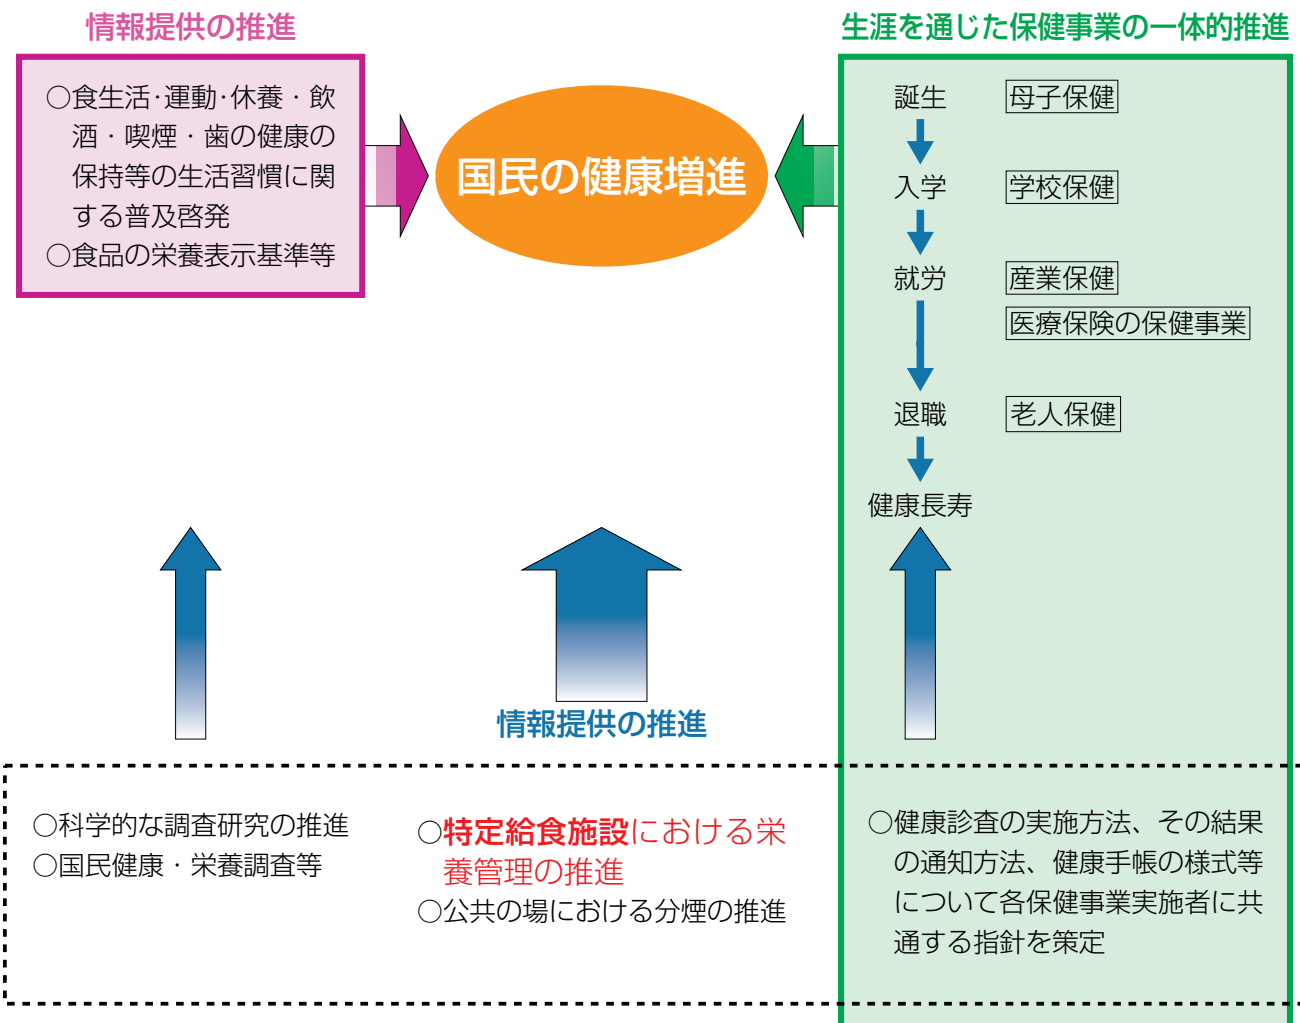 情報提供の推進
○食生活・運動・休養・飲
酒・喫煙・歯の健康の
保持等の生活習慣に関
する普及啓発
○食品の栄養表示基準等
国民の健康増進
生涯を通じた保健事業の一体的推進
誕生 母子保健
入学 学校保健
就労 産業保健
医療保険の保健事業
退職 老人保健
健康長寿
情報提供の推進
○科学的な調査研究の推進
○国民健康・栄養調査等
○特定給食施設における栄
養管理の推進
○公共の場における分煙の推進
○健康診査の実施方法、その結果
の通知方法、健康手帳の様式等
について各保健事業実施者に共
通する指針を策定